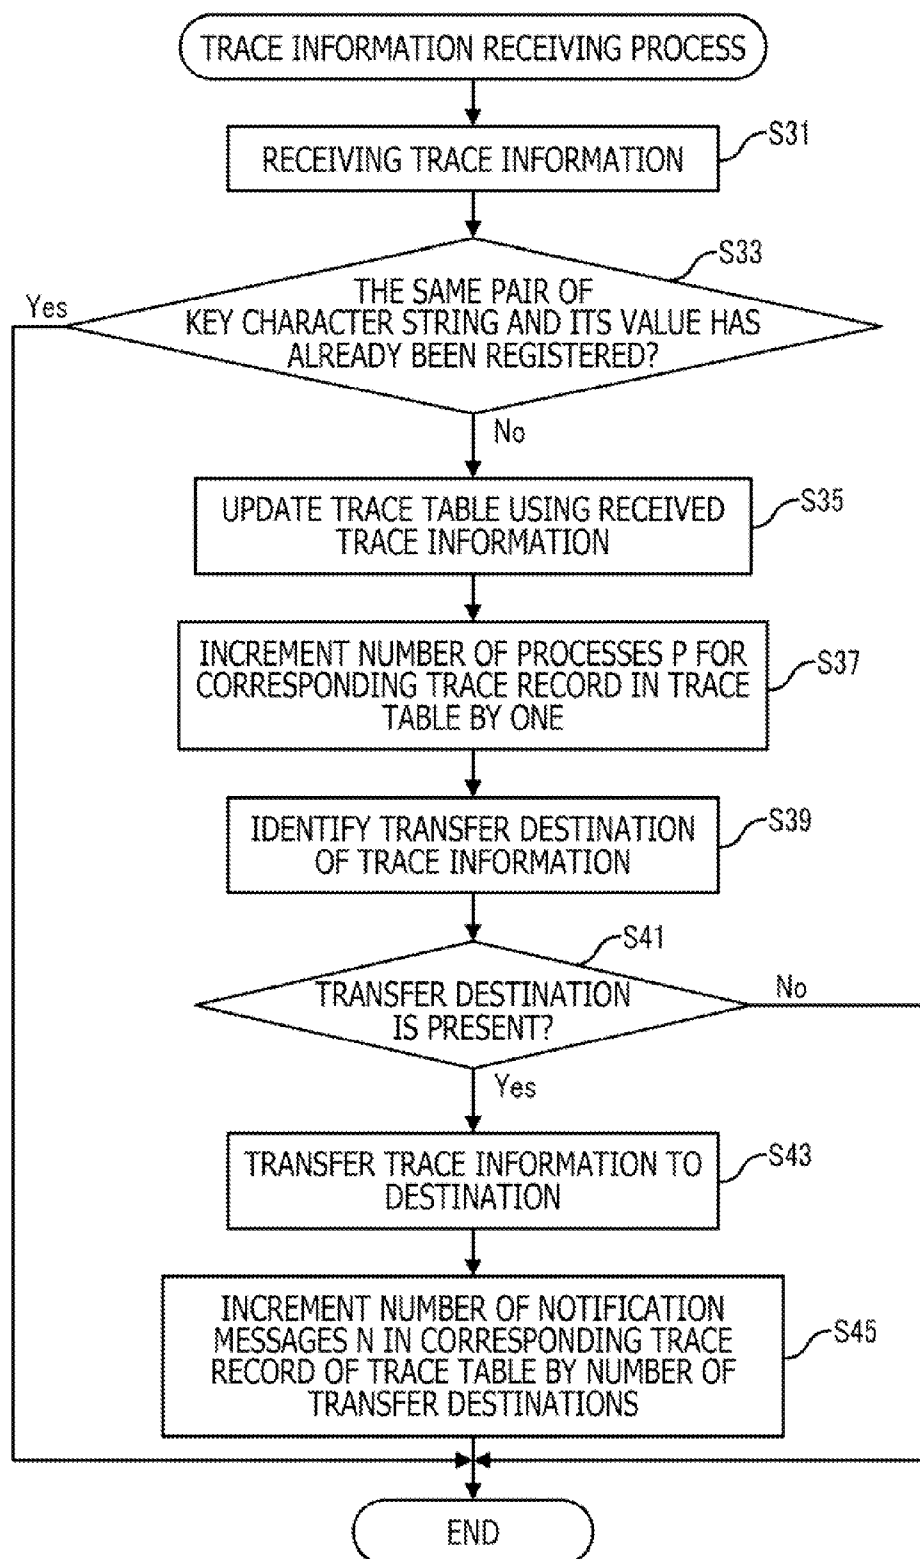 TRACE INFORMATION RECEIVING PROCESS
S31
RECEIVING TRACE INFORMATION
S33
Yes
THE SAME PAIR OF
KEY CHARACTER STRING AND ITS VALUE HAS
ALREADY BEEN REGISTERED?
No
S35
UPDATE TRACE TABLE USING RECEIVED
TRACE INFORMATION
S37
INCREMENT NUMBER OF PROCESSES P FOR
CORRESPONDING TRACE RECORD IN TRACE
TABLE BY ONE
S39
IDENTIFY TRANSFER DESTINATION
OF TRACE INFORMATION
S41
No
TRANSFER DESTINATION
IS PRESENT?
Yes
S43
TRANSFER TRACE INFORMATION TO
DESTINATION
S45
INCREMENT NUMBER OF NOTIFICATION
MESSAGES N IN CORRESPONDING TRACE
RECORD OF TRACE TABLE BY NUMBER OF
TRANSFER DESTINATIONS
END